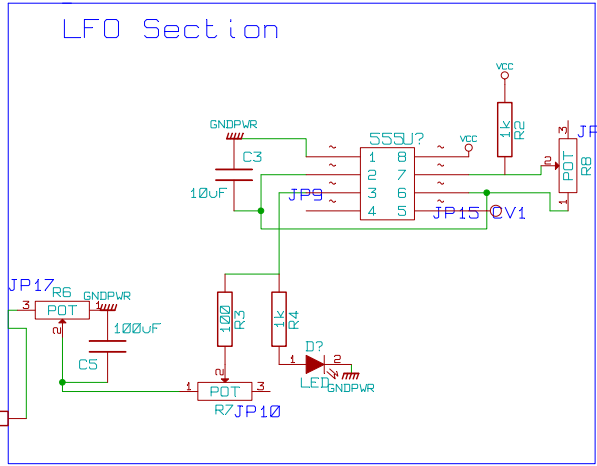 LFO Section
VCC
GNDPWR
C3
10uF
555U?
VCC
1k
R2
3
JP
2
POT
R8
1
1 8
2 7
3 6
4 5
JP9
JP15 CV1
JP17
R6
GNDPWR
3 POT 1
2
100uF
C5
100
R3
1k
R4
D?
1 2
LED
GNDPWR
2
1 POT 3
R7 JP10